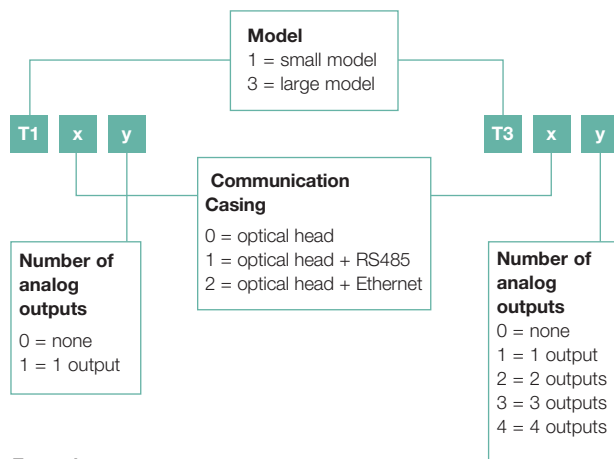 Model
1 = small model
3 = large model
T1 x y
T3 x y
Communication
Casing
0 = optical head
1 = optical head + RS485
2 = optical head + Ethernet
Number of
analog
outputs
0 = none
1 = 1 output
Number of
analog
outputs
0 = none
1 = 1 output
2 = 2 outputs
3 = 3 outputs
4 = 4 outputs